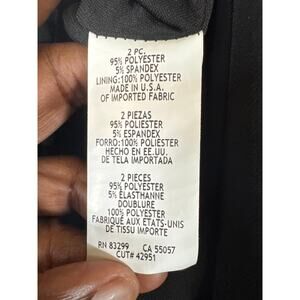 2 PC.
95% POLYESTER
5% SPANDEX
LINING:100% POLYESTER
MADE IN U.S.A.
OF IMPORTED FABRIC
2 PIEZAS
95% POLIESTER
5% ESPANDEX
FORRO:100% POLIESTER
HECHO EN EE.UU.
DE TELA IMPORTADA
2 PIECES
95% POLYESTER
5% ÉLASTHANNE
DOUBLURE
100% POLYESTER
FABRIQUÉ AUX ETATS-UNIS
DE TISSU IMPORTE
RN 83299 CA 55057
CUT# 42951